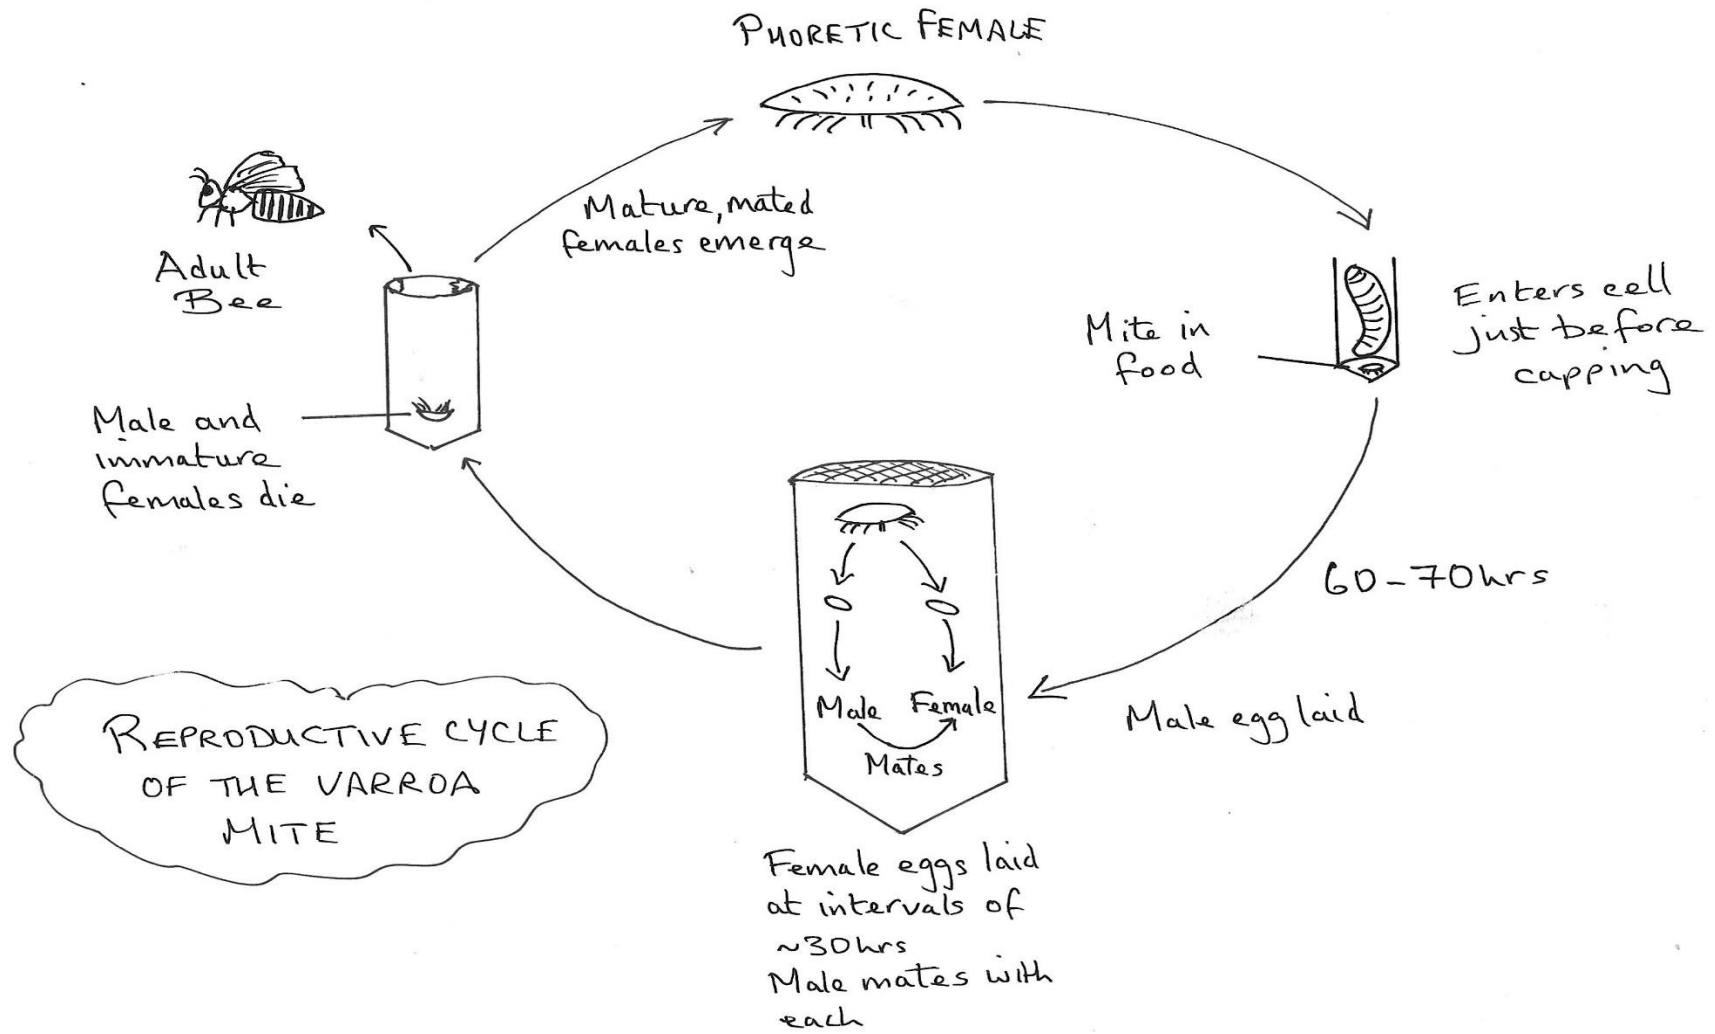 PHORETIC FEMALE
Mature, mated
females emerge
Adult
Bee
Mite in
food
Enters cell
just before
capping
Male and
immature
females die
60-70hrs
Male egg laid
Male Female
Mates
REPRODUCTIVE CYCLE
OF THE VARROA
MITE
Female eggs laid
at intervals of
~30hrs
Male mates with
each